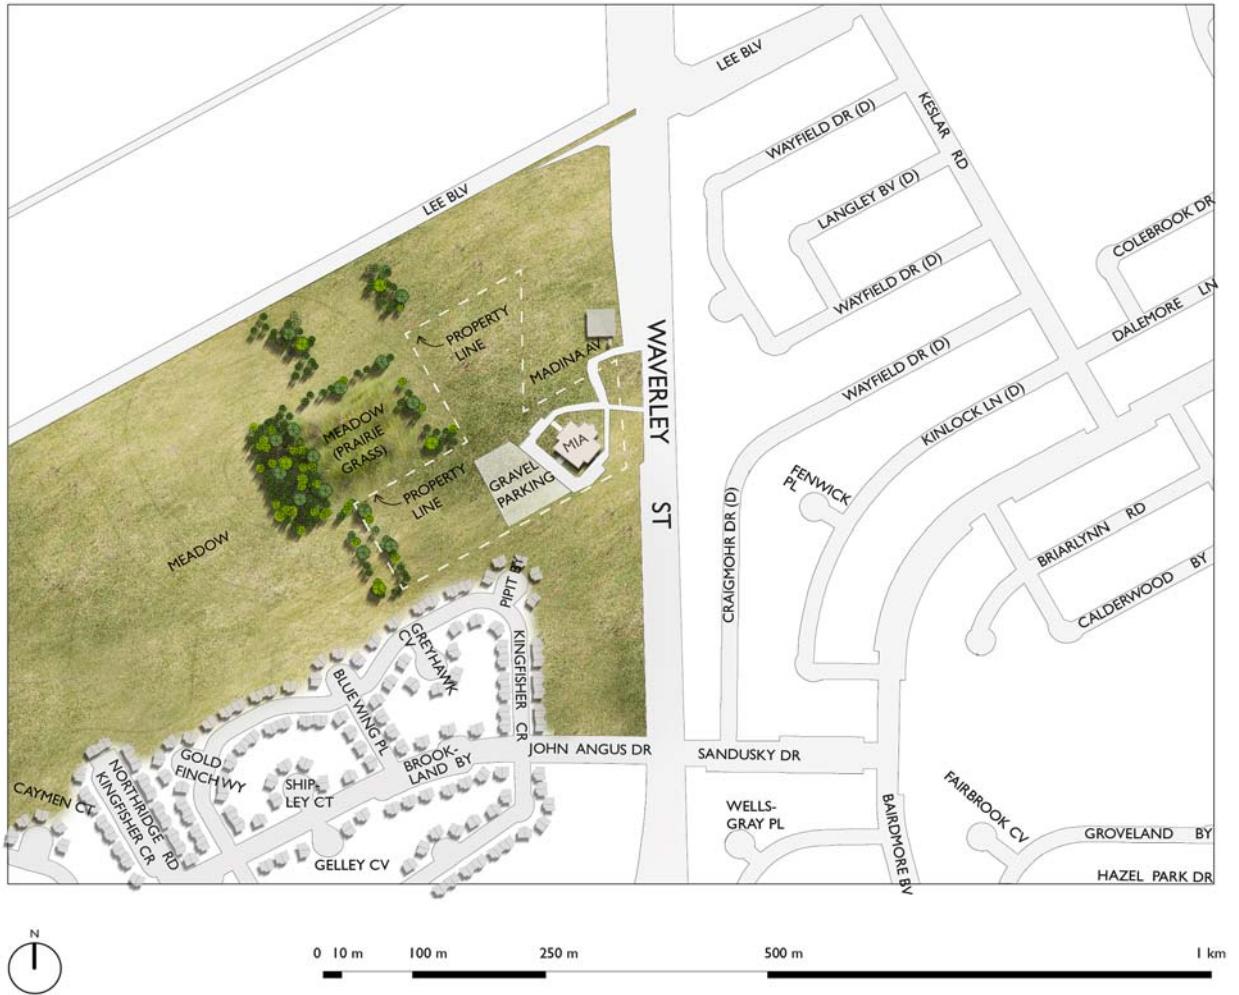 LEE BLV
KESLAR RD
WAYFIELD DR (D)
LANGLEY BV (D)
LEE BLV
COLEBROOK DR
WAYFIELD DR (D)
DALEMORE LN
PROPERTY
LINE
MADINA AV
WAVERLEY ST
WAYFIELD DR (D)
KINLOCK LN (D)
MEADOW
(PRAIRIE
GRASS)
MIA
GRAVEL
PARKING
PROPERTY
LINE
FENWICK
PL
MEADOW
CRAIGMOHR DR (D)
BRIARLYNN RD
CALDERWOOD BY
PIPIT BY
GREYHAWK
CV
KINGFISHER CR
BLUEWING PL
JOHN ANGUS DR
SANDUSKY DR
BROOK-
LAND BY
GOLD
FINCH WY
SHIP-
LEY CT
NORTHRIDGE RD
KINGFISHER CR
CAYMEN CT
GELLEY CV
WELLS-
GRAY PL
BAIRDMORE BV
FAIRBROOK CV
GROVELAND BY
HAZEL PARK DR
N
0 10 m 100 m 250 m 500 m 1 km